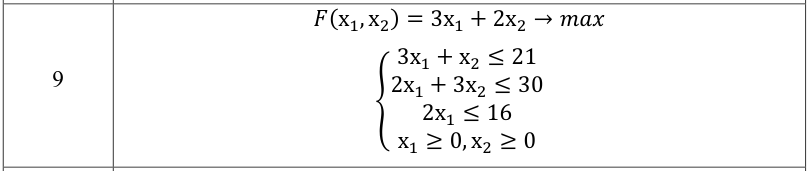 F(x₁,x₂) = 3x₁ + 2x₂ → max
9
3x₁ + x₂ ≤ 21
2x₁ + 3x₂ ≤ 30
2x₁ ≤ 16
x₁ ≥ 0, x₂ ≥ 0